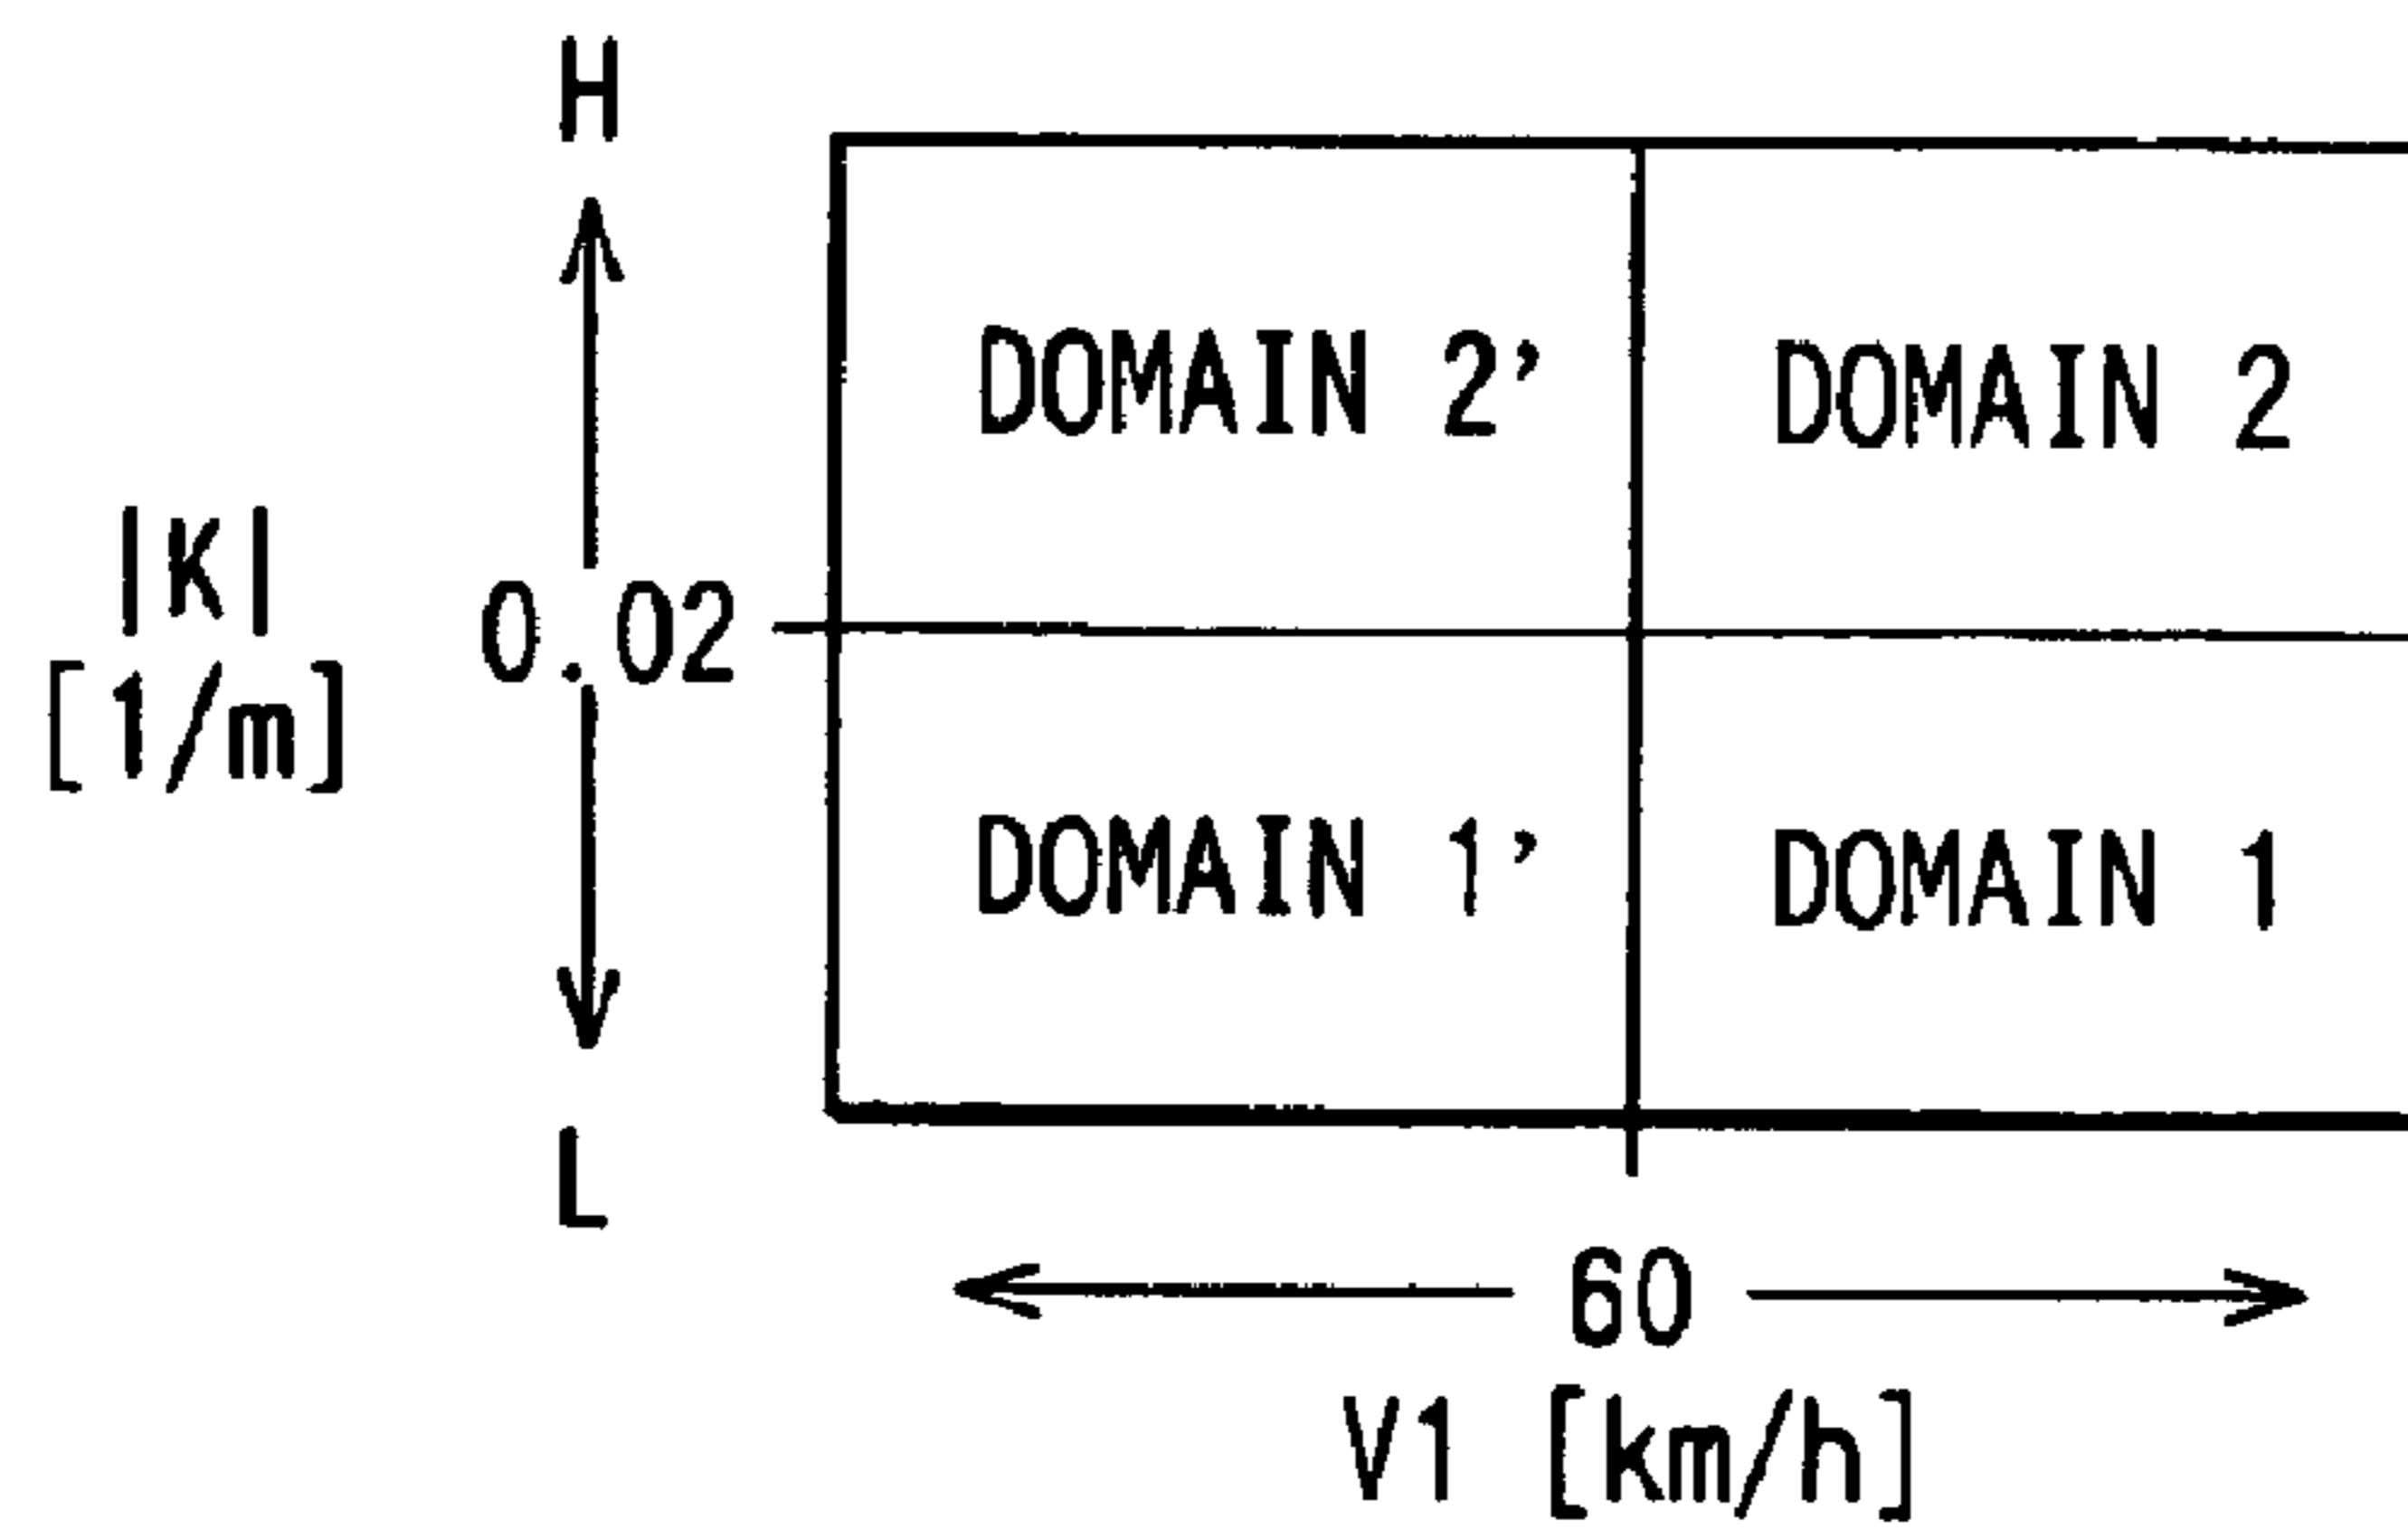 H
DOMAIN 2’ DOMAIN 2
|K|
[1/m]
0.02
DOMAIN 1’ DOMAIN 1
L
60
V1 [km/h]